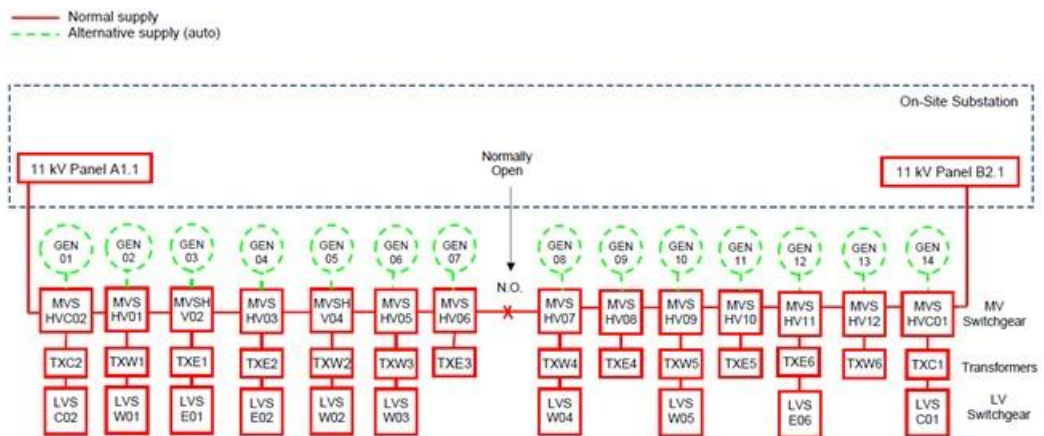 Normal supply
Alternative supply (auto)
On-Site Substation
11 kV Panel A1.1
Normally
Open
11 kV Panel B2.1
GEN
01
GEN
02
GEN
03
GEN
04
GEN
05
GEN
06
GEN
07
GEN
08
GEN
09
GEN
10
GEN
11
GEN
12
GEN
13
GEN
14
N.O.
X
MVS
HVC02
MVS
HV01
MVSH
V02
MVS
HV03
MVSH
V04
MVS
HV05
MVS
HV06
MVS
HV07
MVS
HV08
MVS
HV09
MVS
HV10
MVS
HV11
MVS
HV12
MVS
HVC01
MV
Switchgear
TXC2
TXW1
TXE1
TXE2
TXW2
TXW3
TXE3
TXW4
TXE4
TXW5
TXE5
TXE6
TXW6
TXC1
Transformers
LVS
C02
LVS
W01
LVS
E01
LVS
E02
LVS
W02
LVS
W03
LVS
W04
LVS
W05
LVS
E06
LVS
C01
LV
Switchgear